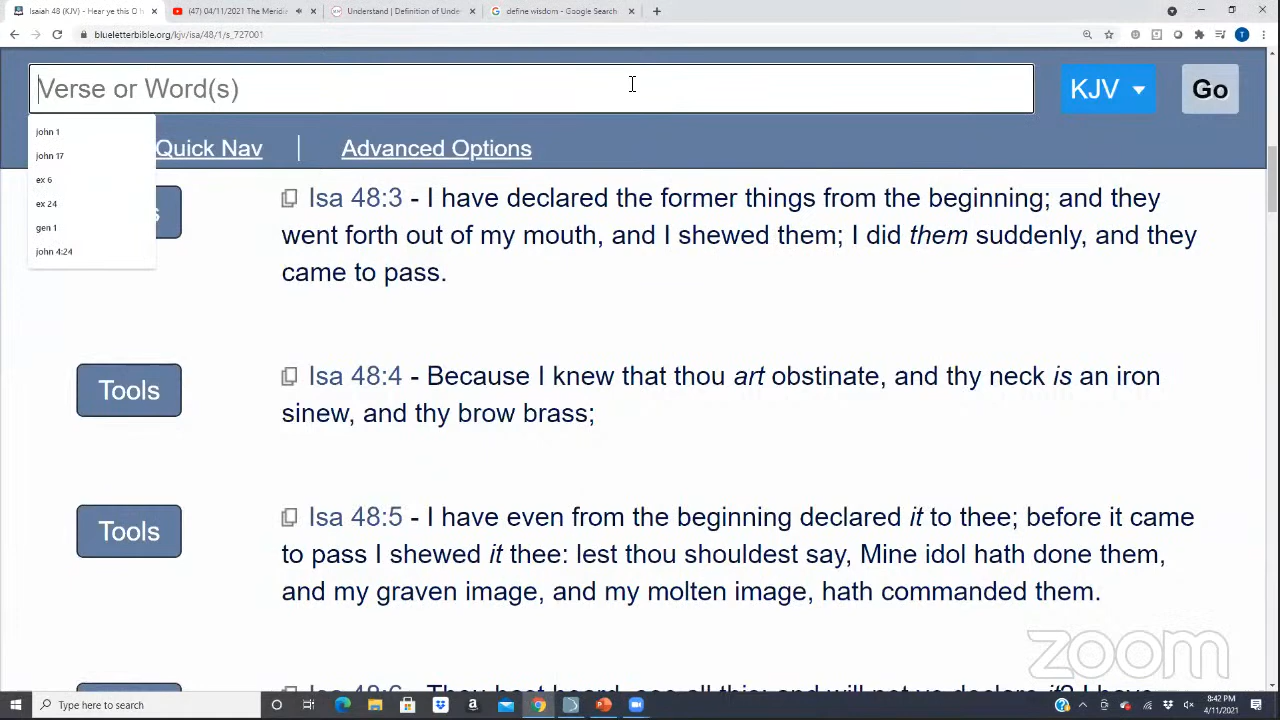 Isaiah 48 (KJV) - Hear ye this O h
(47) 04/11/2021 The Meridi
Understand | Definition of Unde
define wisdom - Google Search
blueletterbible.org/kjv/isa/48/1/s_727001
Verse or Word(s)
KJV
Go
john 1
john 17
ex 6
ex 24
gen 1
john 4:24
Quick Nav
Advanced Options
Isa 48:3 - I have declared the former things from the beginning; and they
went forth out of my mouth, and I shewed them; I did them suddenly, and they
came to pass.
Tools
Isa 48:4 - Because I knew that thou art obstinate, and thy neck is an iron
sinew, and thy brow brass;
Tools
Isa 48:5 - I have even from the beginning declared it to thee; before it came
to pass I shewed it thee: lest thou shouldest say, Mine idol hath done them,
and my graven image, and my molten image, hath commanded them.
zoom
Type here to search
8:42 PM
4/11/2021